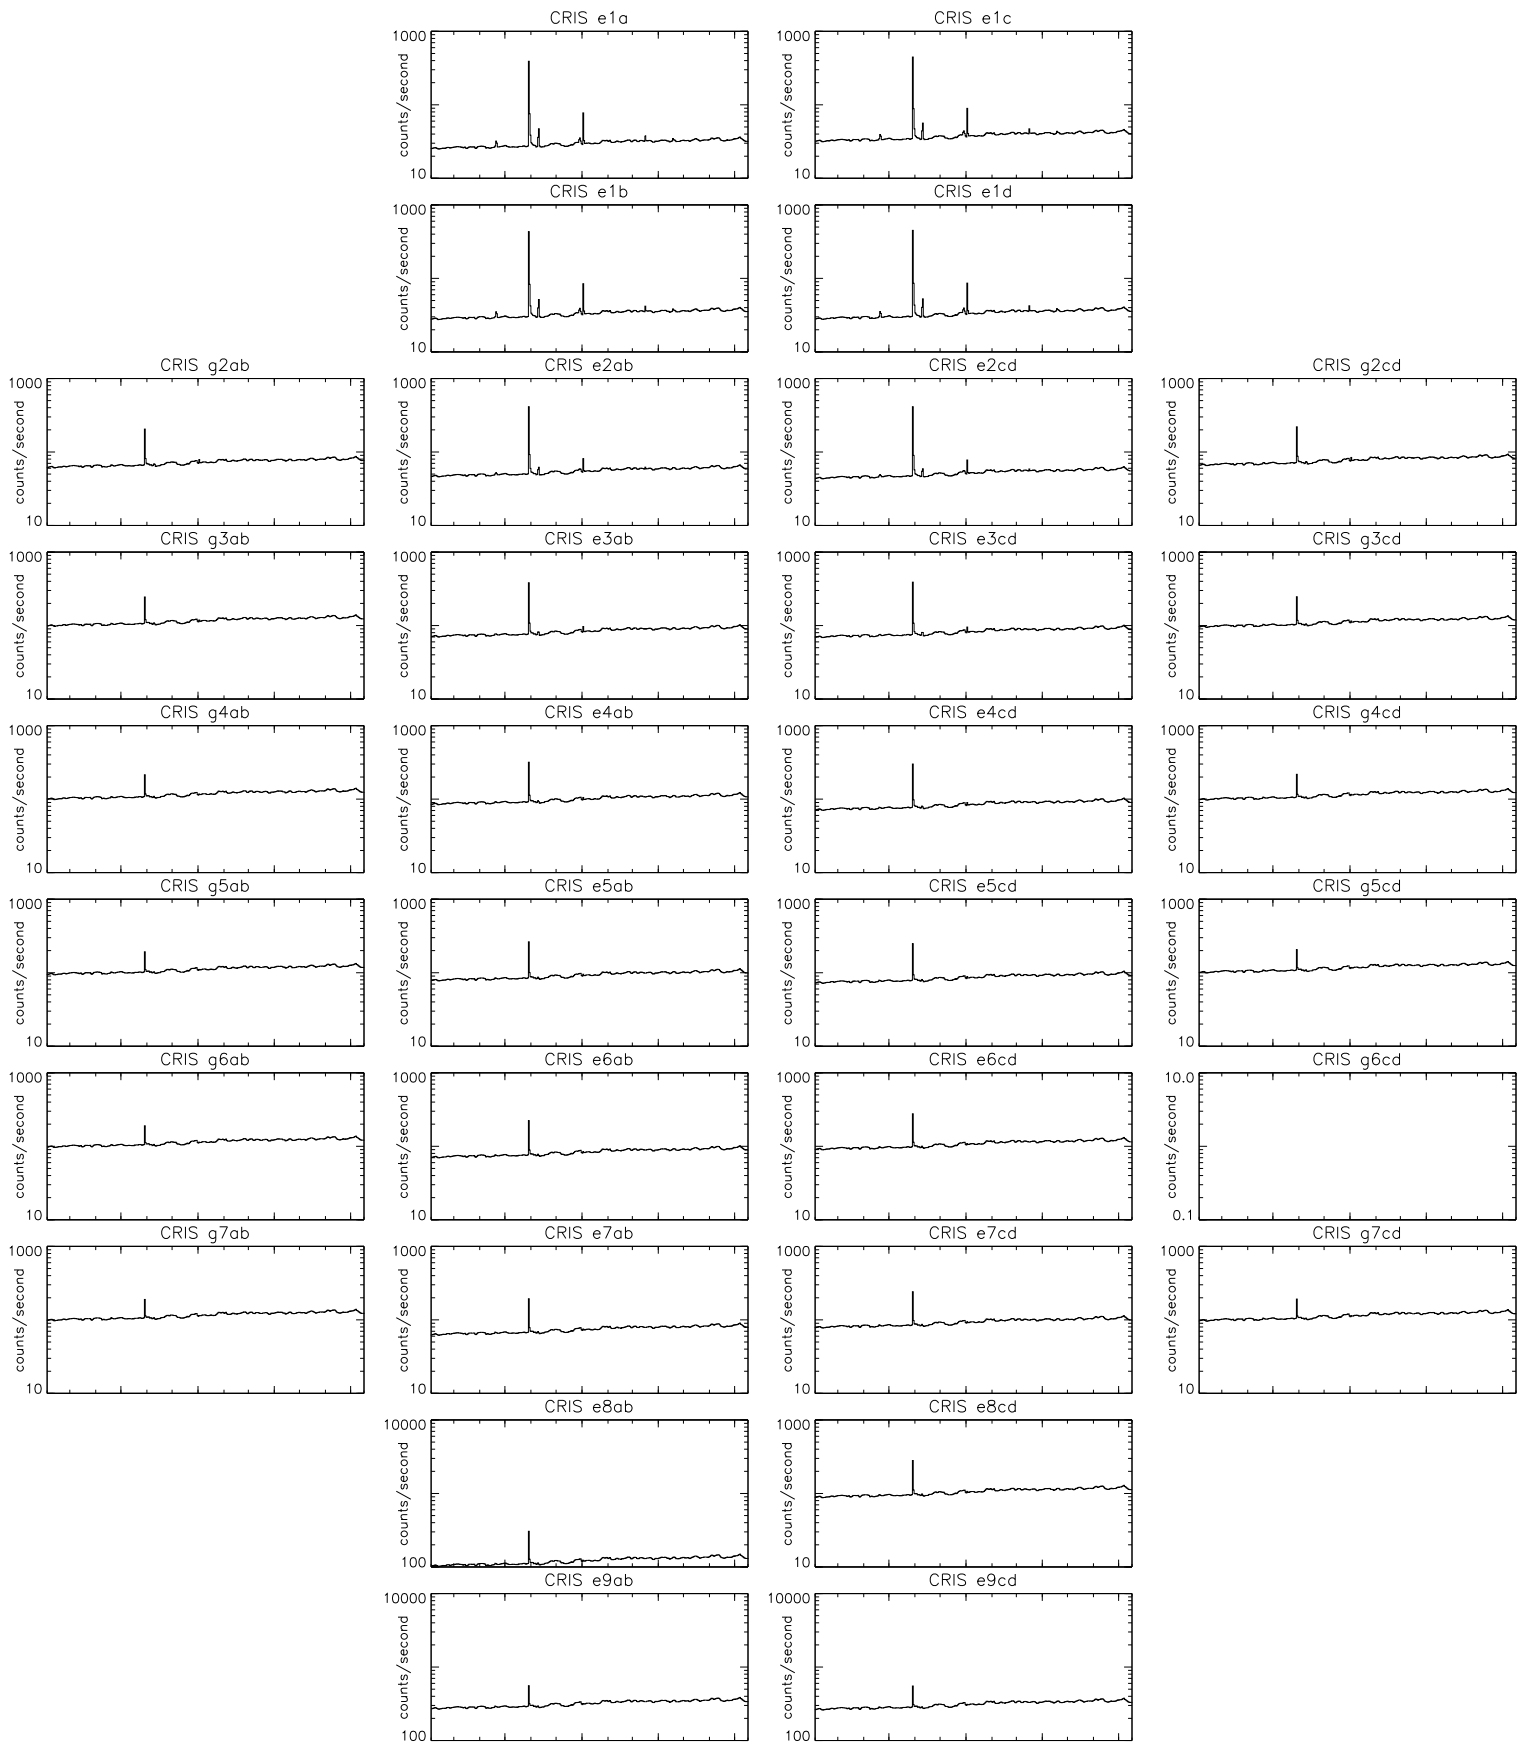 CRIS e1a
1000
counts/second
10
CRIS e1c
1000
counts/second
10
CRIS e1b
1000
counts/second
10
CRIS e1d
1000
counts/second
10
CRIS g2ab
1000
counts/second
10
CRIS e2ab
1000
counts/second
10
CRIS e2cd
1000
counts/second
10
CRIS g2cd
1000
counts/second
10
CRIS g3ab
1000
counts/second
10
CRIS e3ab
1000
counts/second
10
CRIS e3cd
1000
counts/second
10
CRIS g3cd
1000
counts/second
10
CRIS g4ab
1000
counts/second
10
CRIS e4ab
1000
counts/second
10
CRIS e4cd
1000
counts/second
10
CRIS g4cd
1000
counts/second
10
CRIS g5ab
1000
counts/second
10
CRIS e5ab
1000
counts/second
10
CRIS e5cd
1000
counts/second
10
CRIS g5cd
1000
counts/second
10
CRIS g6ab
1000
counts/second
10
CRIS e6ab
1000
counts/second
10
CRIS e6cd
1000
counts/second
10
CRIS g6cd
10.0
counts/second
0.1
CRIS g7ab
1000
counts/second
10
CRIS e7ab
1000
counts/second
10
CRIS e7cd
1000
counts/second
10
CRIS g7cd
1000
counts/second
10
CRIS e8ab
10000
counts/second
100
CRIS e8cd
1000
counts/second
10
CRIS e9ab
10000
counts/second
100
CRIS e9cd
10000
counts/second
100